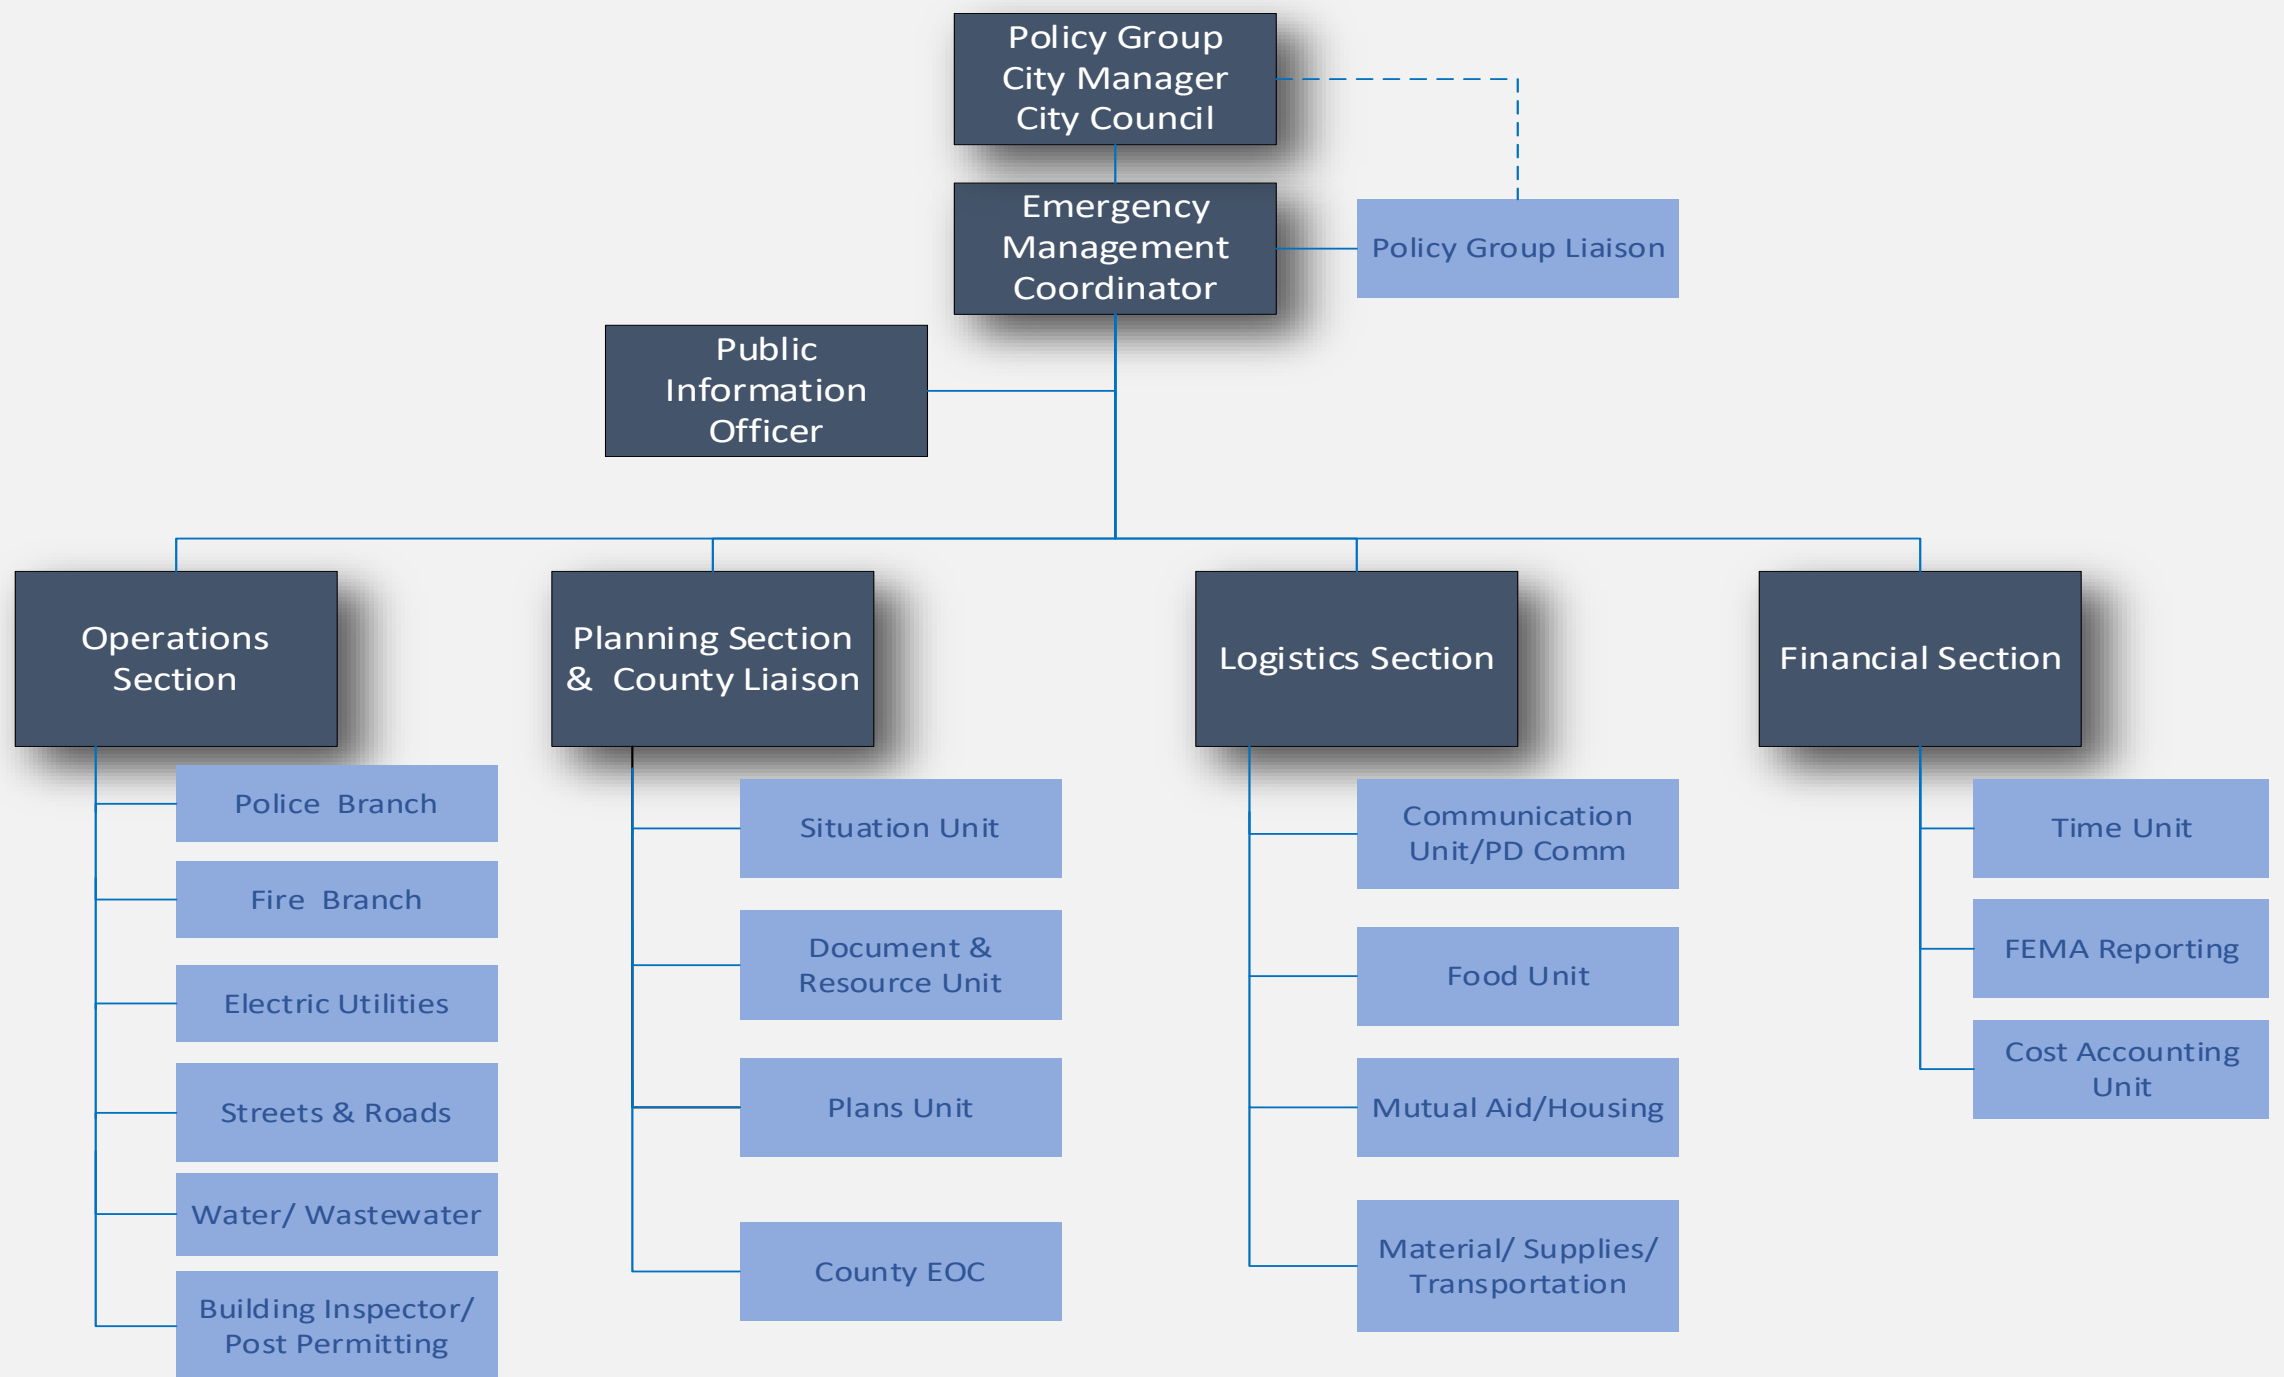 Policy Group
City Manager
City Council
Emergency
Management
Coordinator
Policy Group Liaison
Public
Information
Officer
Operations
Section
Planning Section
& County Liaison
Logistics Section
Financial Section
Police Branch
Fire Branch
Electric Utilities
Streets & Roads
Water/ Wastewater
Building Inspector/
Post Permitting
Situation Unit
Document &
Resource Unit
Plans Unit
County EOC
Communication
Unit/PD Comm
Food Unit
Mutual Aid/Housing
Material/ Supplies/
Transportation
Time Unit
FEMA Reporting
Cost Accounting
Unit